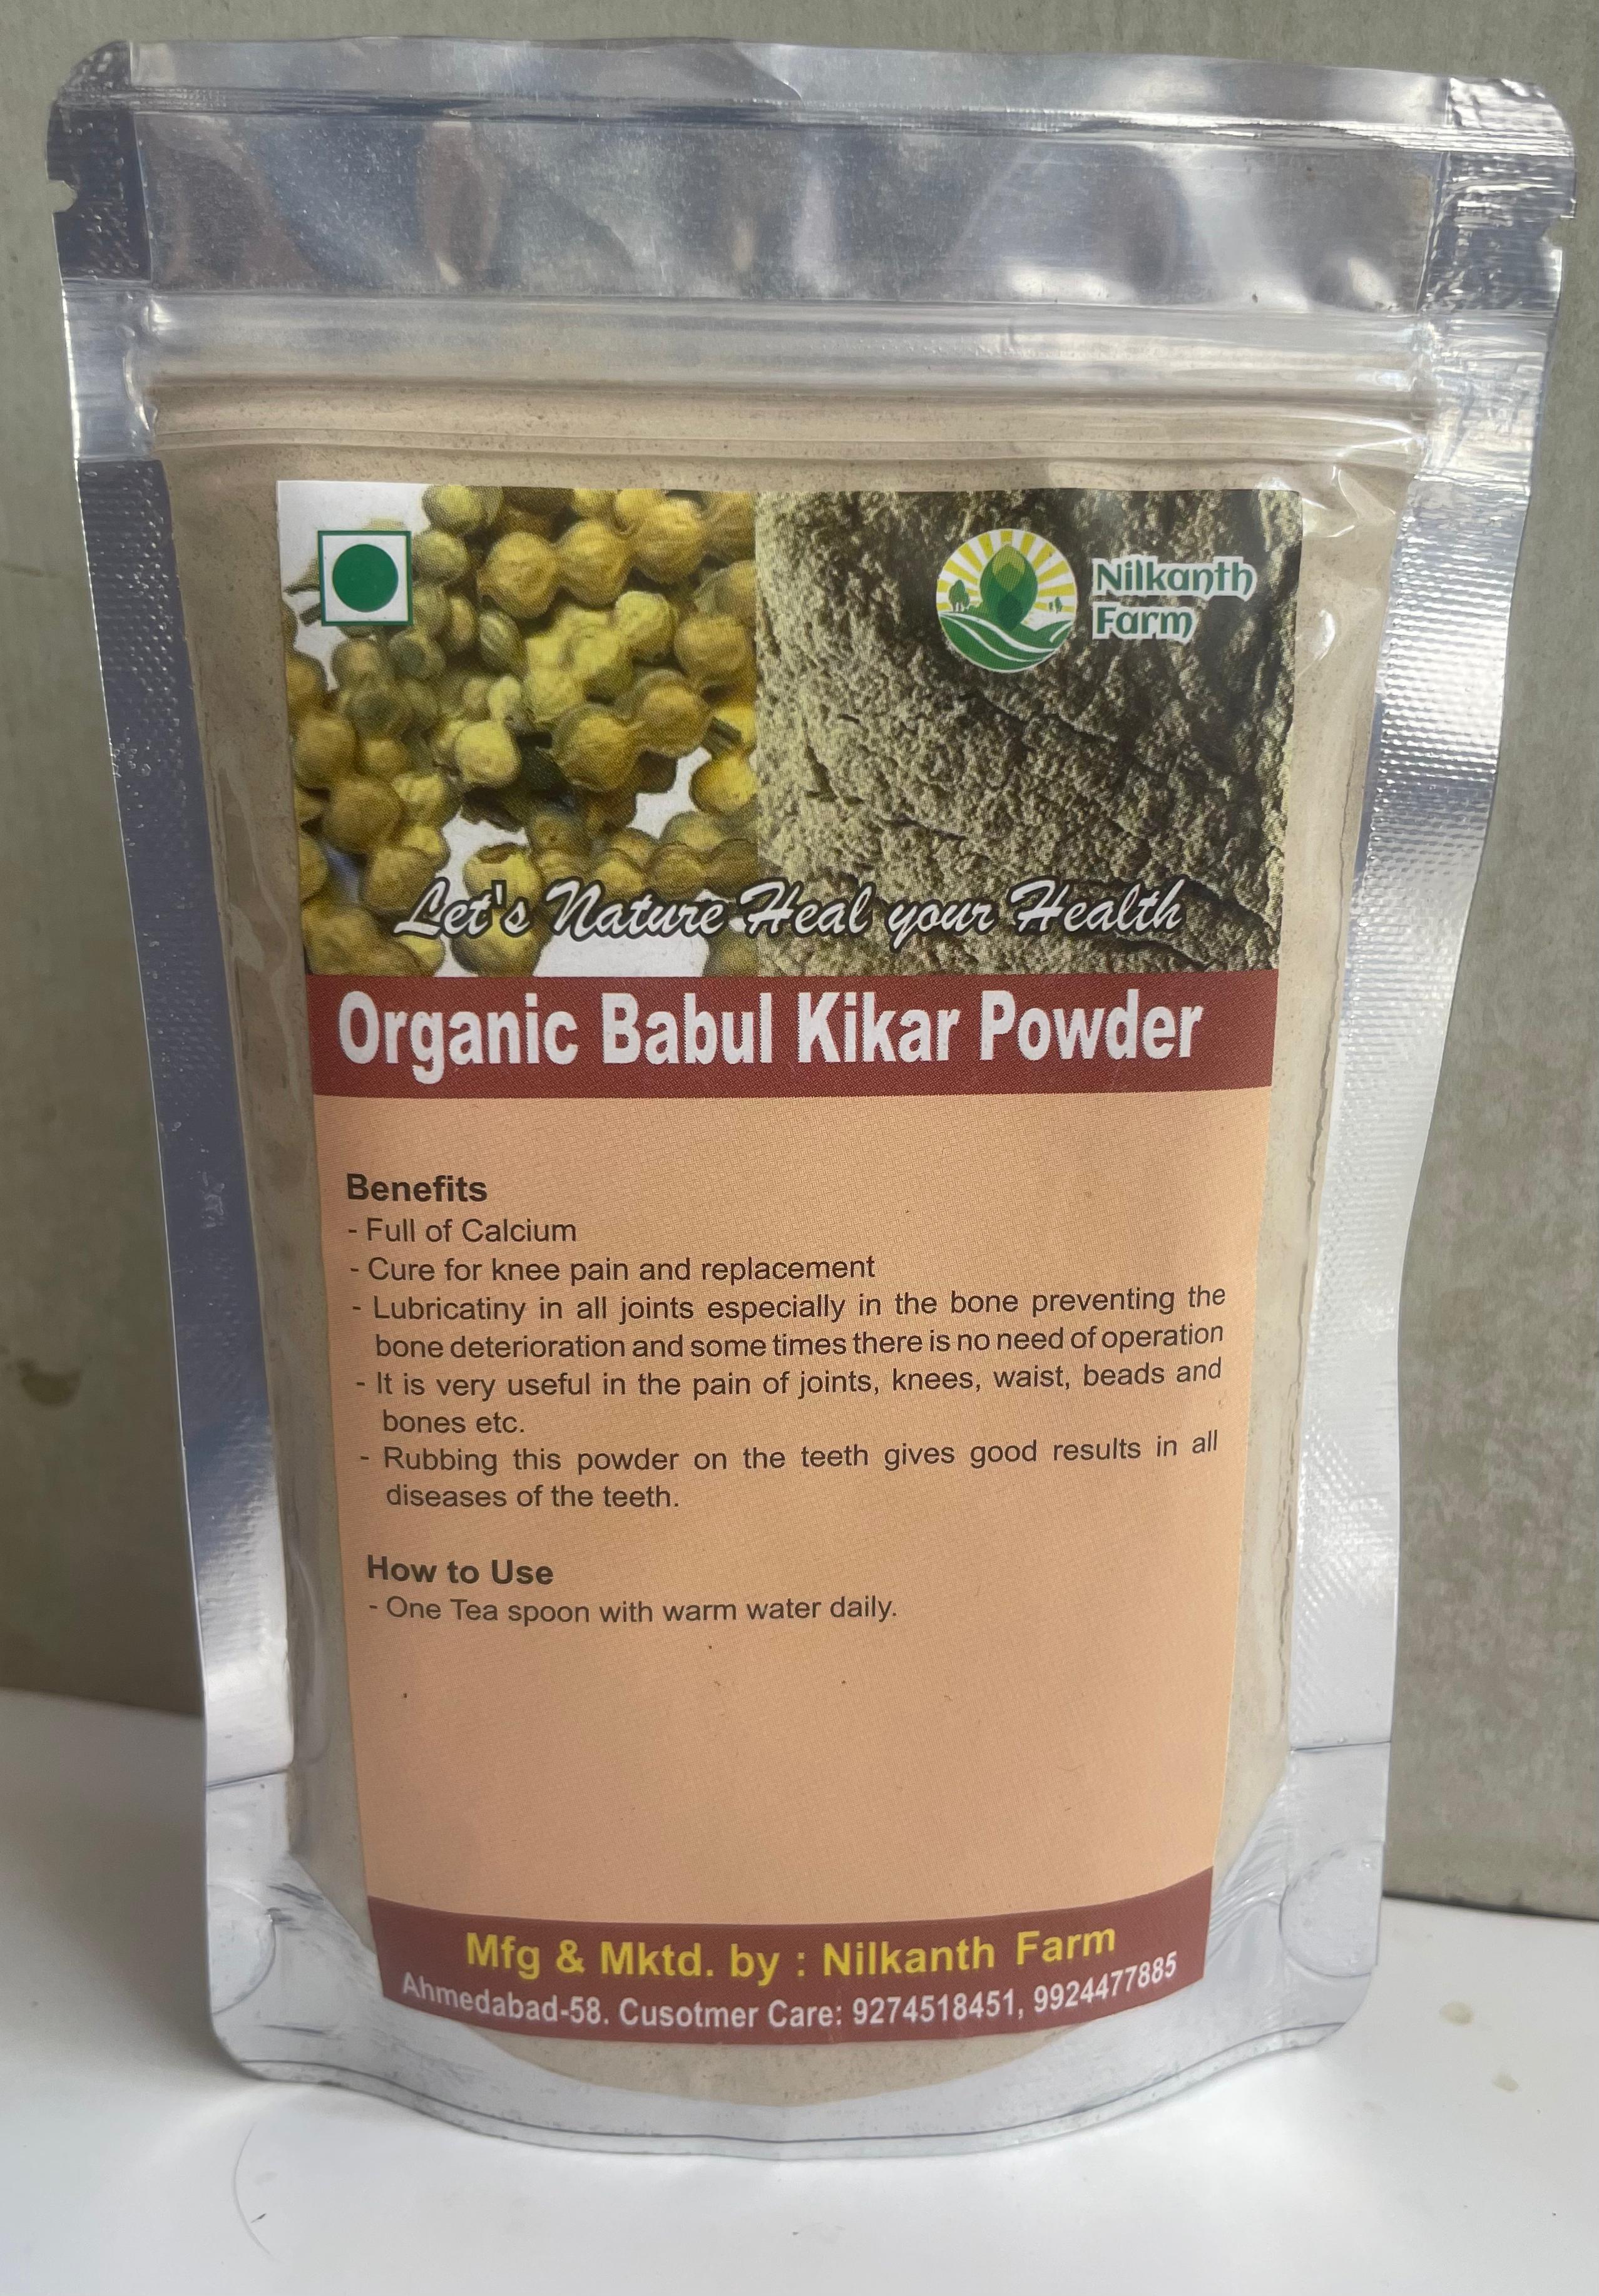 Nilkanth
Farm
Let's Nature Heal your Health
Organic Babul Kikar Powder
Benefits
- Full of Calcium
- Cure for knee pain and replacement
- Lubricatiny in all joints especially in the bone preventing the
bone deterioration and some times there is no need of operation
- It is very useful in the pain of joints, knees, waist, beads and
bones etc.
- Rubbing this powder on the teeth gives good results in all
diseases of the teeth.
How to Use
- One Tea spoon with warm water daily.
Mfg & Mktd. by : Nilkanth Farm
Ahmedabad-58. Cusotmer Care: 9274518451, 9924477885